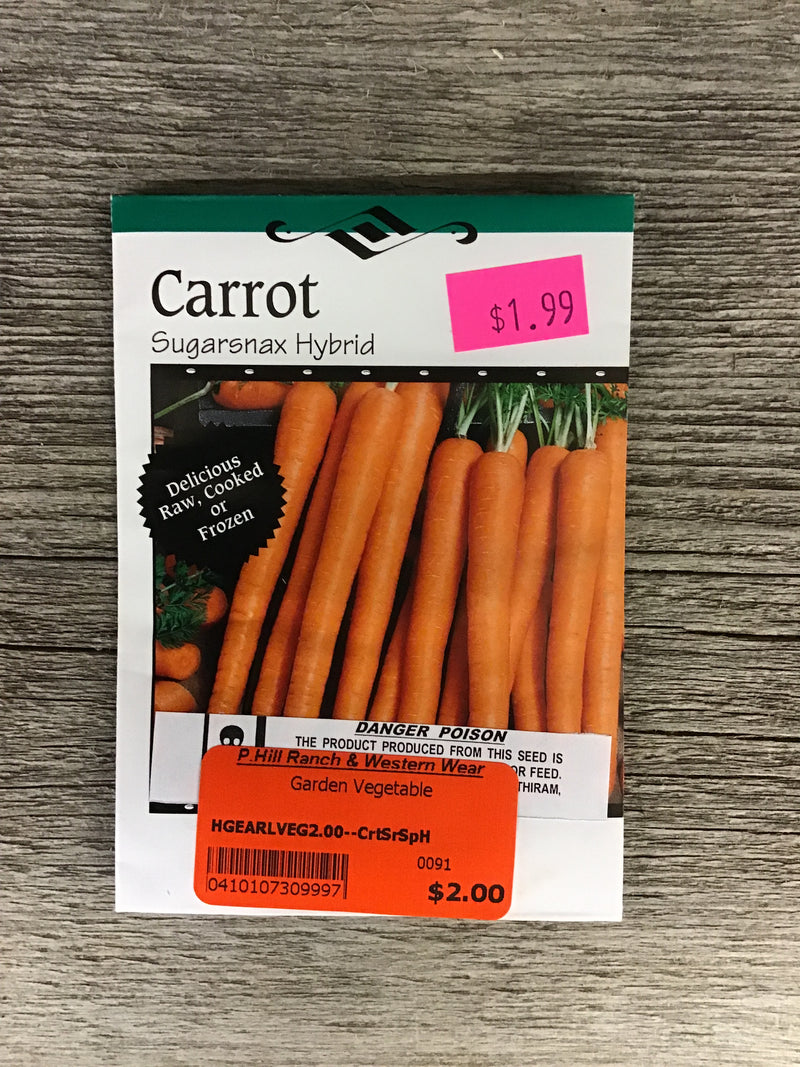 Carrot
$1.99
Sugarsnax Hybrid
Delicious
Raw, Cooked
or
Frozen
DANGER POISON
THE PRODUCT PRODUCED FROM THIS SEED IS
OR FEED.
THIRAM,
P.Hill Ranch & Western Wear
Garden Vegetable
HGEARLVEG2.00--CrtSrSpH
0091
0410107309997
$2.00